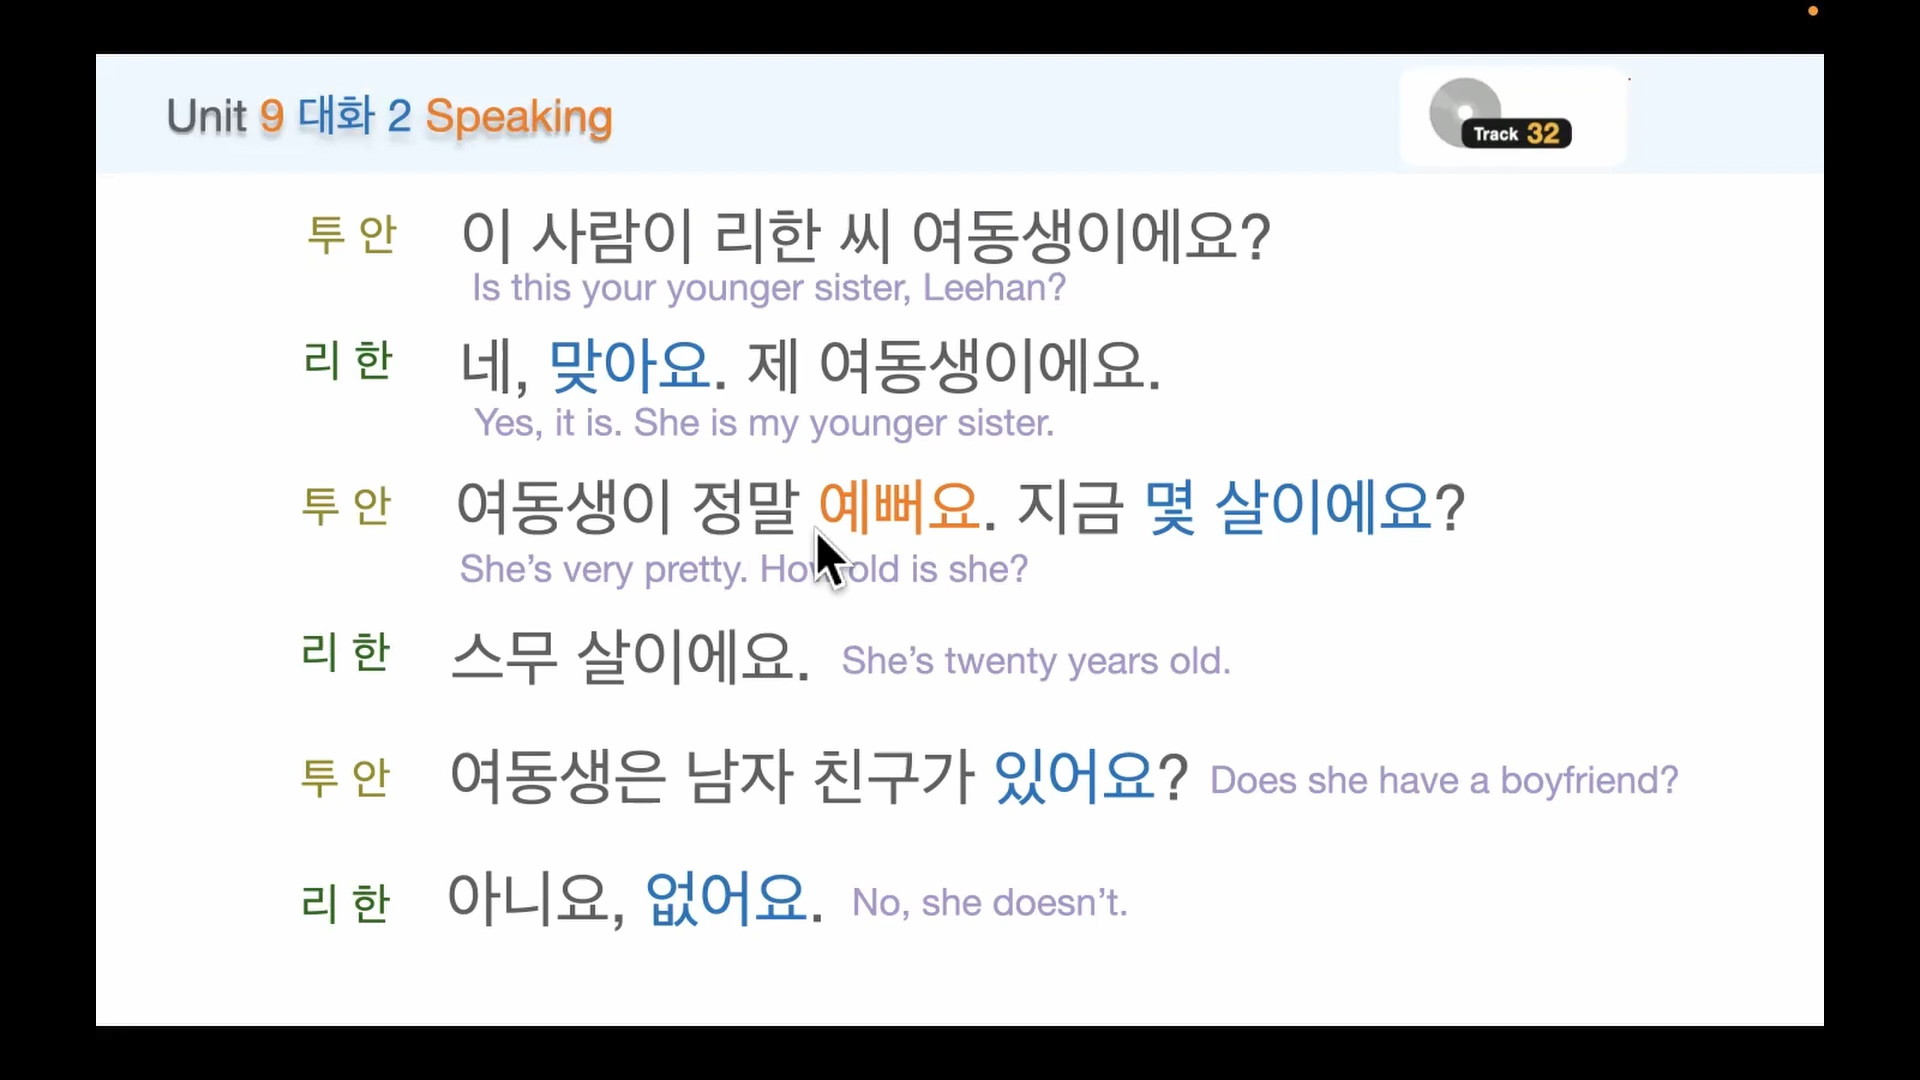 Unit 9 대화 2 Speaking
Track 32
투 안 이 사람이 리한 씨 여동생이에요?
Is this your younger sister, Leehan?
리 한 네, 맞아요. 제 여동생이에요.
Yes, it is. She is my younger sister.
투 안 여동생이 정말 예뻐요. 지금 몇 살이에요?
She's very pretty. How old is she?
리 한 스무 살이에요. She's twenty years old.
투 안 여동생은 남자 친구가 있어요? Does she have a boyfriend?
리 한 아니요, 없어요. No, she doesn't.